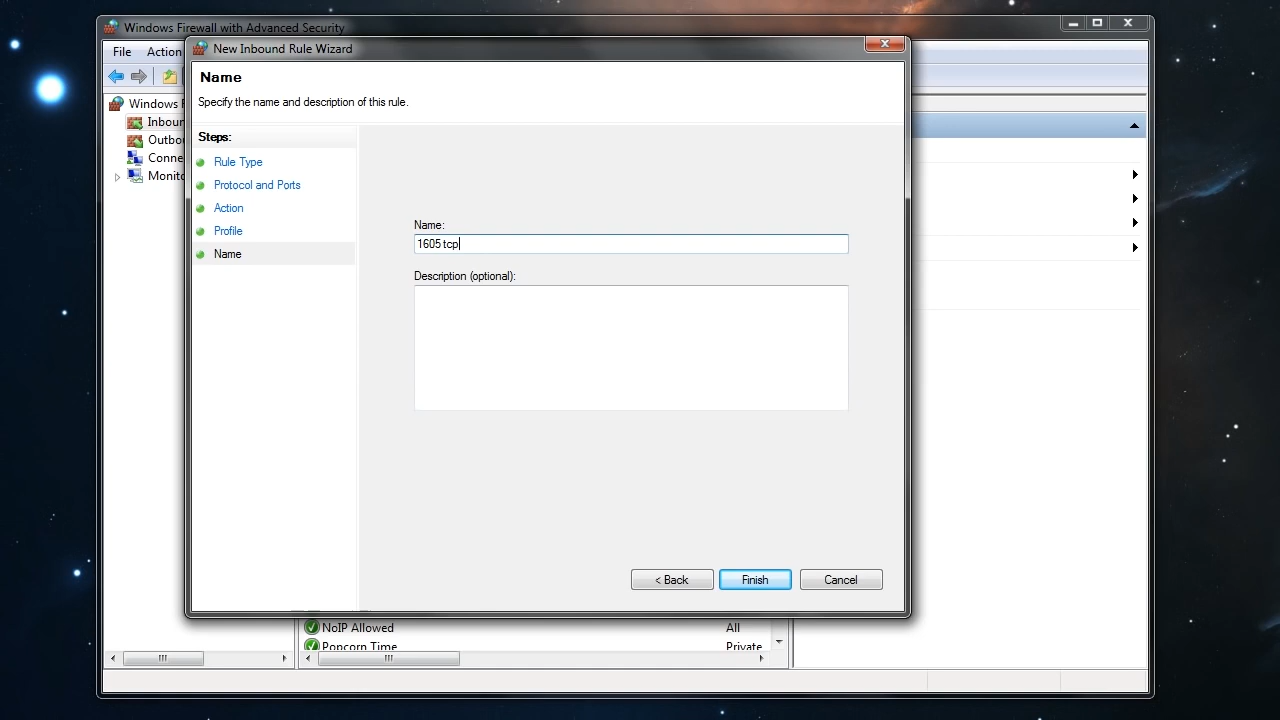 Windows Firewall with Advanced Security
File Action
New Inbound Rule Wizard
Name
Specify the name and description of this rule.
Steps:
Rule Type
Protocol and Ports
Action
Profile
Name
Name:
1605 tcp
Description (optional):
< Back Finish Cancel
Windows F
Inbour
Outbo
Conne
Monito
NoIP Allowed All
Popcorn Time Private